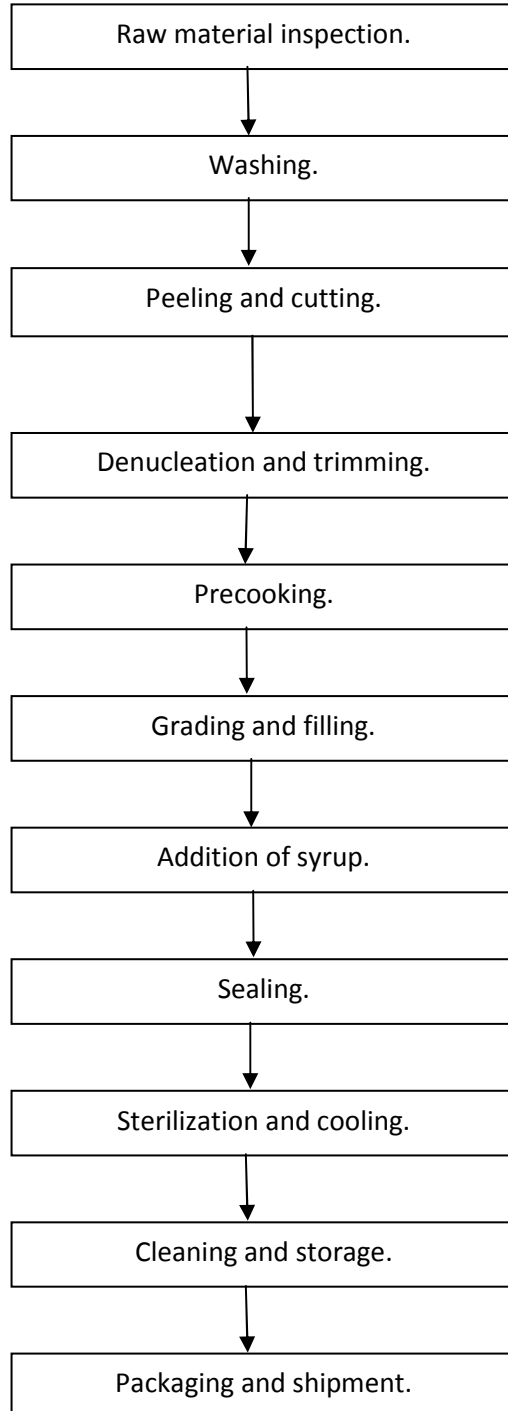 Raw material inspection.
Washing.
Peeling and cutting.
Denucleation and trimming.
Precooking.
Grading and filling.
Addition of syrup.
Sealing.
Sterilization and cooling.
Cleaning and storage.
Packaging and shipment.